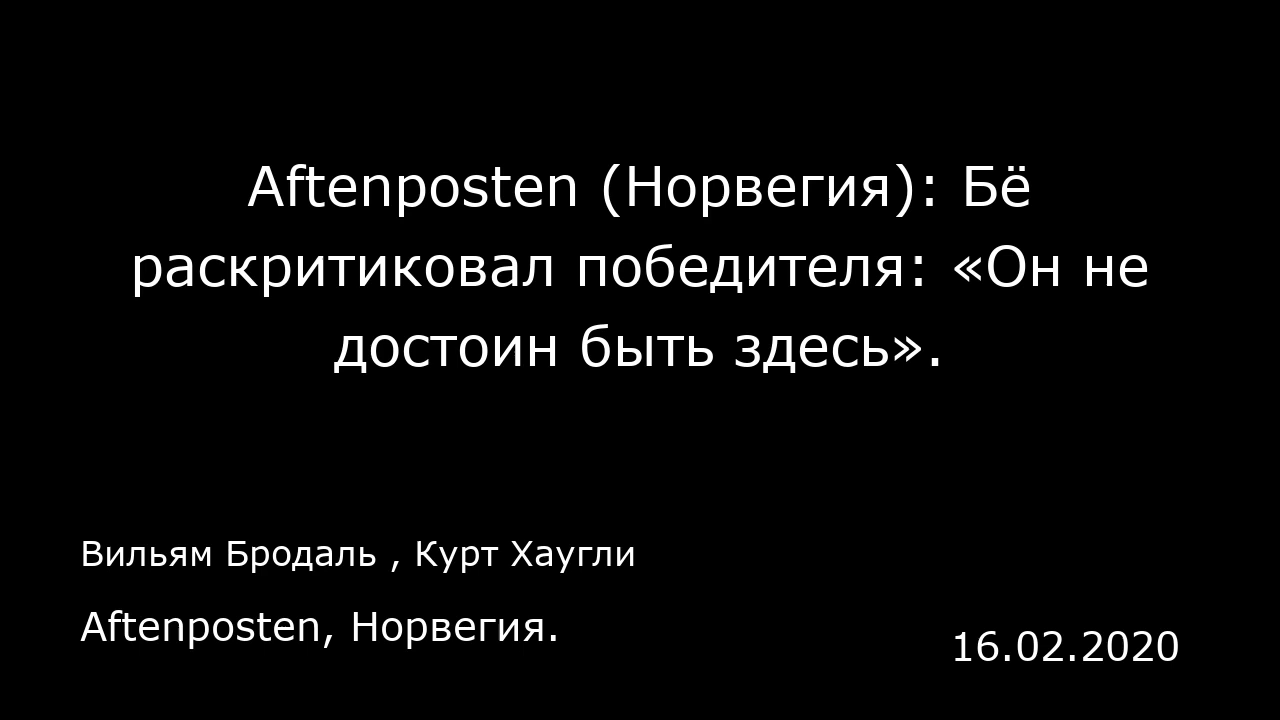 Aftenposten (Норвегия): Бё
раскритиковал победителя: «Он не
достоин быть здесь».
Вильям Бродаль , Курт Хаугли
Aftenposten, Норвегия.
16.02.2020